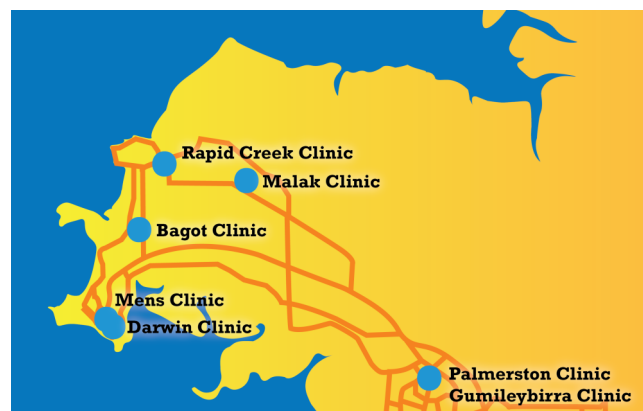 Rapid Creek Clinic
Malak Clinic
Bagot Clinic
Mens Clinic
Darwin Clinic
Palmerston Clinic
Gumileybirra Clinic